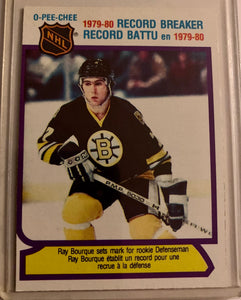 O-PEE-CHEE
1979-80 RECORD BREAKER
RECORD BATTU en 1979-80
NHL
7
B
Ray Bourque sets mark for rookie Defenseman
Ray Bourque établit un record pour une
recrue à la défense